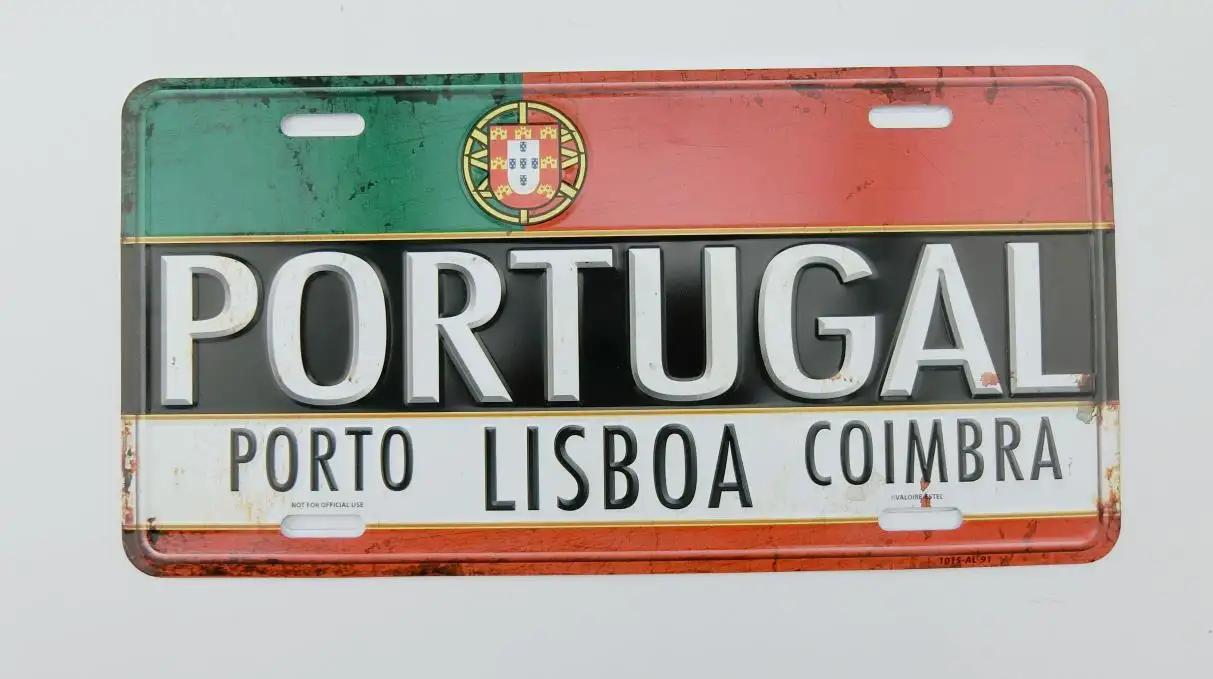 PORTUGAL
PORTO LISBOA COIMBRA
NOT FOR OFFICIAL USE